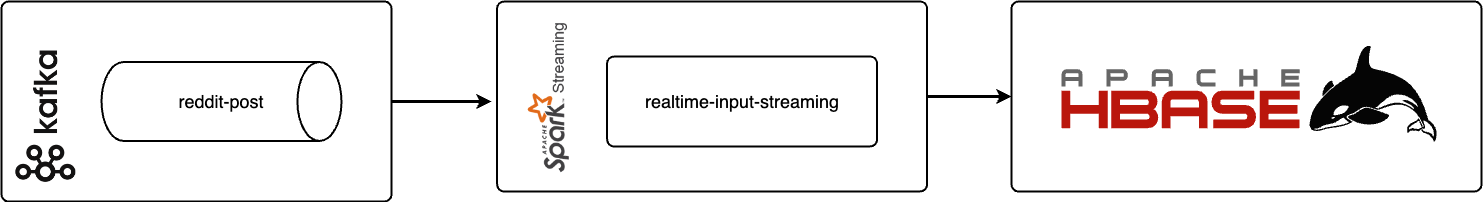 kafka
reddit-post
APACHE
Spark
Streaming
realtime-input-streaming
APACHE
HBASE